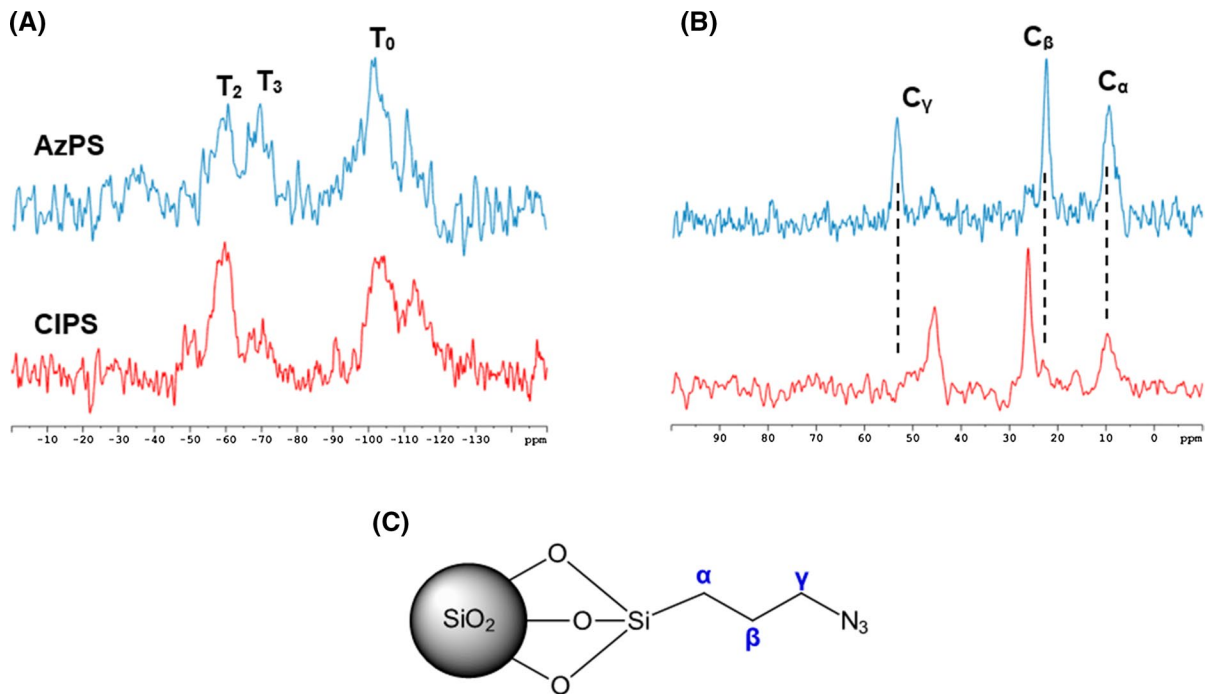 (A)
T₂ T₃ T₀
AzPS
ClPS
-10 -20 -30 -40 -50 -60 -70 -80 -90 -100 -110 -120 -130 ppm
(B)
Cγ Cβ Cα
90 80 70 60 50 40 30 20 10 0 ppm
(C)
SiO₂ O O O Si α β γ N₃